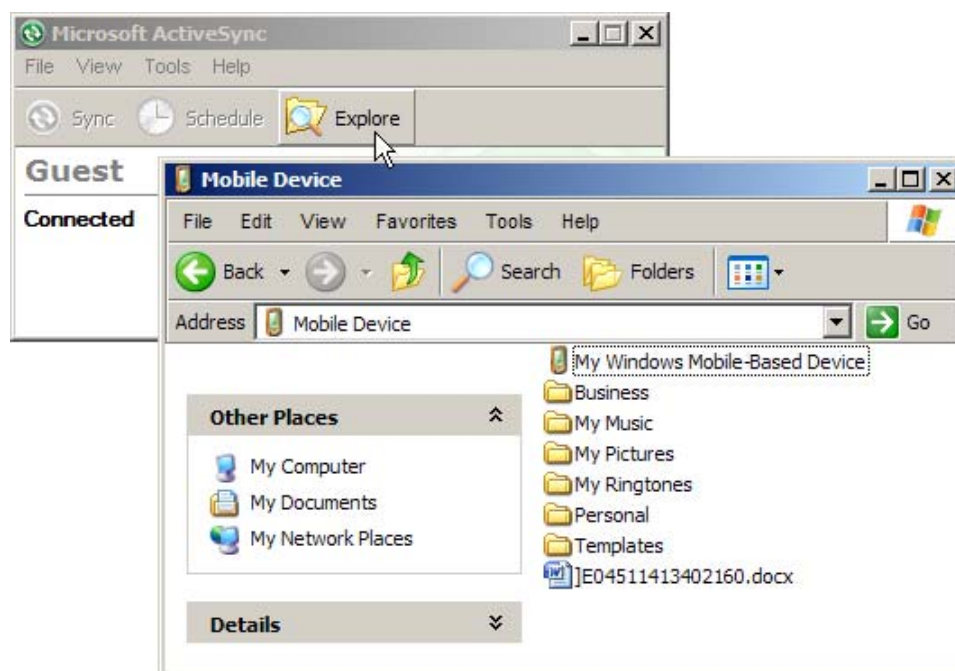 Microsoft ActiveSync
File View Tools Help
Sync Schedule Explore
Guest
Connected
Mobile Device
File Edit View Favorites Tools Help
Back Search Folders
Address Mobile Device Go
Other Places
My Computer
My Documents
My Network Places
Details
My Windows Mobile-Based Device
Business
My Music
My Pictures
My Ringtones
Personal
Templates
]E04511413402160.docx